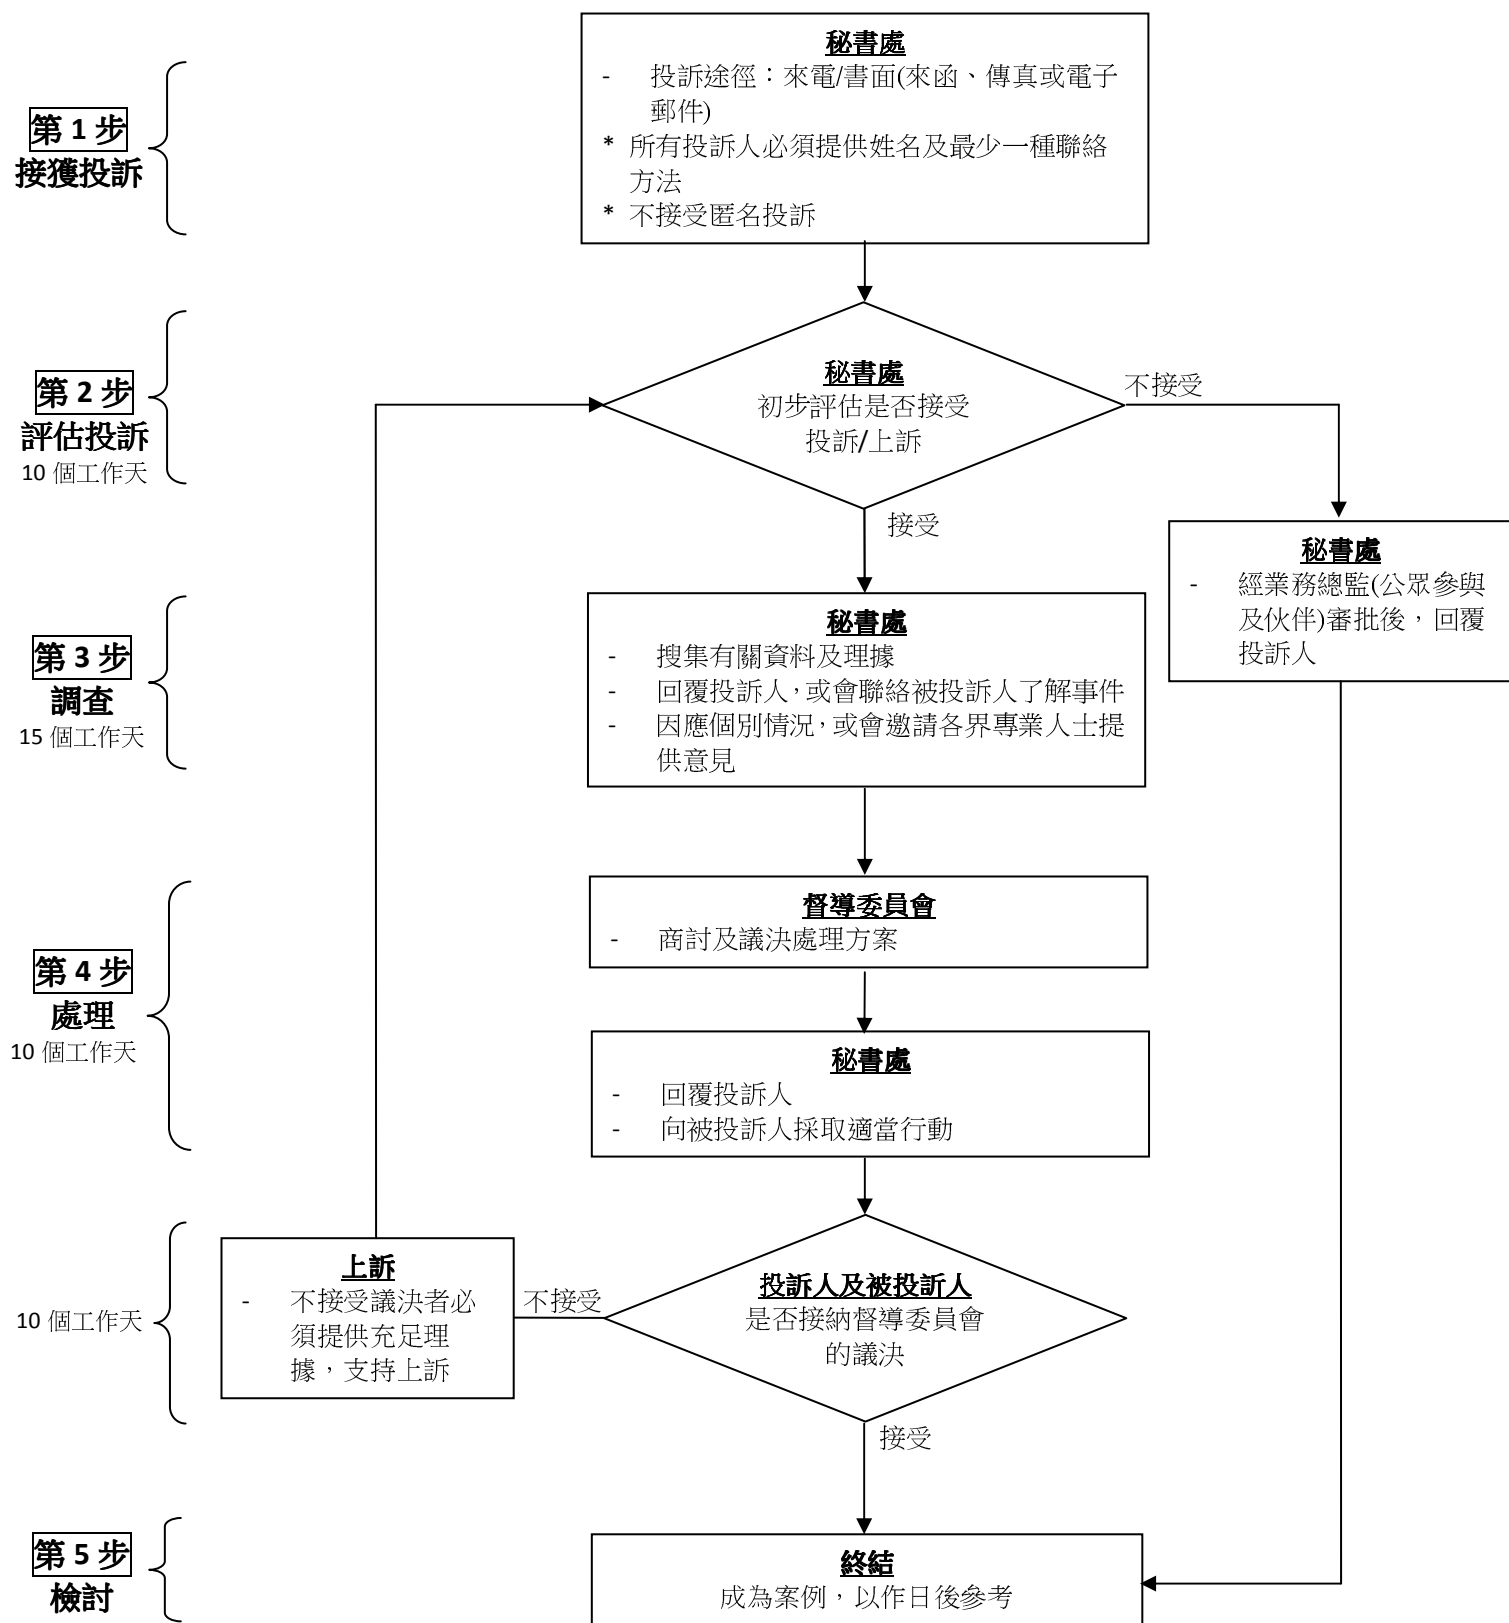 秘書處
- 投訴途徑：來電/書面(來函、傳真或電子
郵件)
* 所有投訴人必須提供姓名及最少一種聯絡
方法
* 不接受匿名投訴
第 1 步
接獲投訴
第 2 步
評估投訴
10 個工作天
秘書處
初步評估是否接受
投訴/上訴
不接受
接受
秘書處
- 經業務總監(公眾參與
及伙伴)審批後，回覆
投訴人
第 3 步
調查
15 個工作天
秘書處
- 搜集有關資料及理據
- 回覆投訴人，或會聯絡被投訴人了解事件
- 因應個別情況，或會邀請各界專業人士提
供意見
第 4 步
處理
10 個工作天
督導委員會
- 商討及議決處理方案
秘書處
- 回覆投訴人
- 向被投訴人採取適當行動
10 個工作天
上訴
- 不接受議決者必
須提供充足理
據，支持上訴
不接受
投訴人及被投訴人
是否接納督導委員會
的議決
接受
第 5 步
檢討
終結
成為案例，以作日後參考